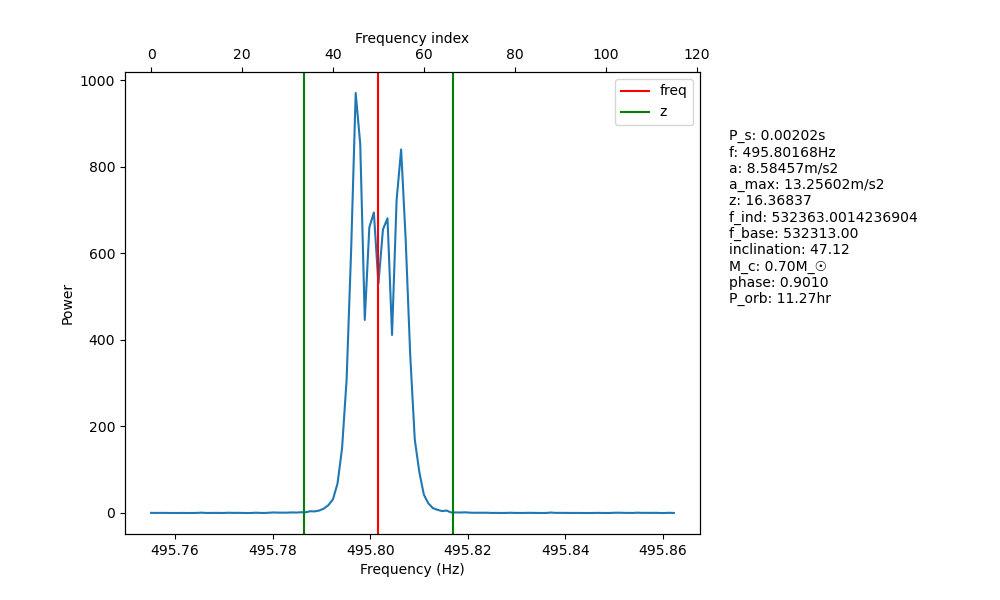 Frequency index
0 20 40 60 80 100 120
1000
800
600
400
200
0
Power
freq
z
P_s: 0.00202s
f: 495.80168Hz
a: 8.58457m/s2
a_max: 13.25602m/s2
z: 16.36837
f_ind: 532363.0014236904
f_base: 532313.00
inclination: 47.12
M_c: 0.70M_☉
phase: 0.9010
P_orb: 11.27hr
495.76 495.78 495.80 495.82 495.84 495.86
Frequency (Hz)